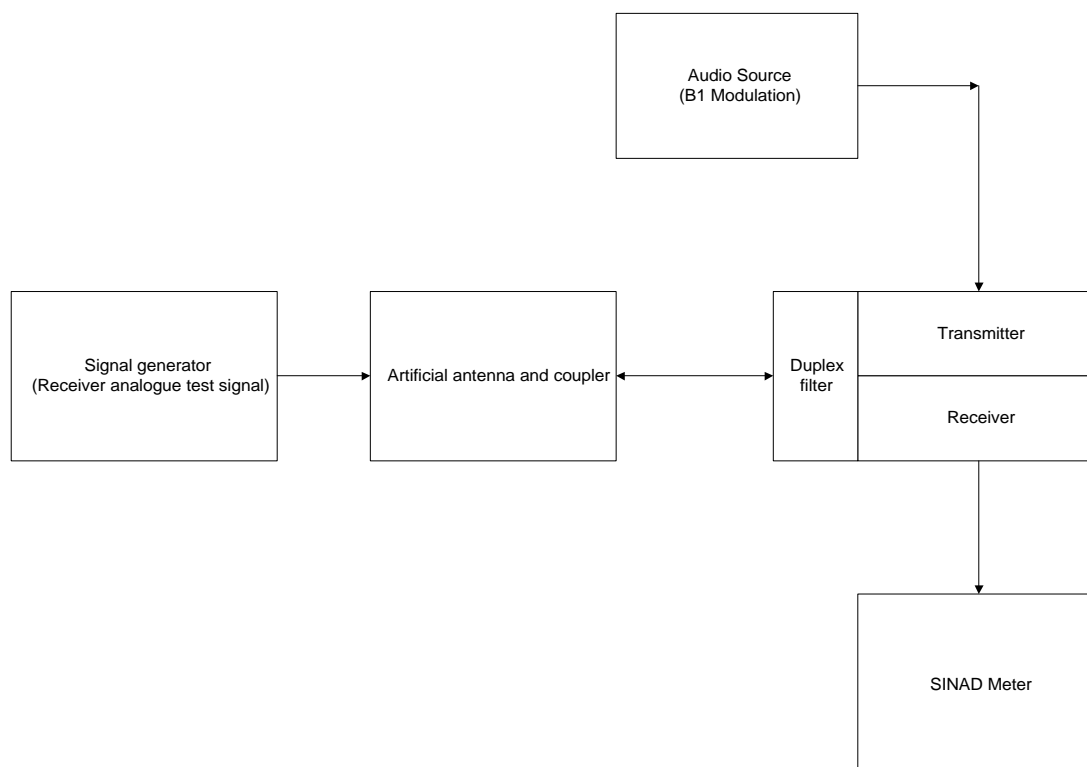 Audio Source
(B1 Modulation)
Signal generator
(Receiver analogue test signal)
Artificial antenna and coupler
Duplex
filter
Transmitter
Receiver
SINAD Meter